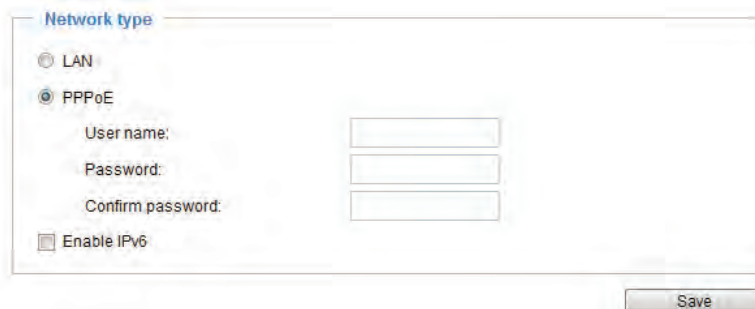 Network type
LAN
PPPoE
User name:
Password:
Confirm password:
Enable IPv6
Save